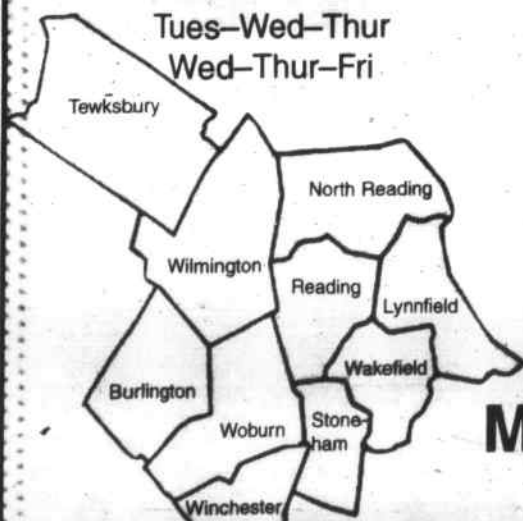 Tues–Wed–Thur
Wed–Thur–Fri
Tewksbury
North Reading
Wilmington
Reading
Lynnfield
Wakefield
Burlington
Stone-
ham
Woburn
M
Winchester